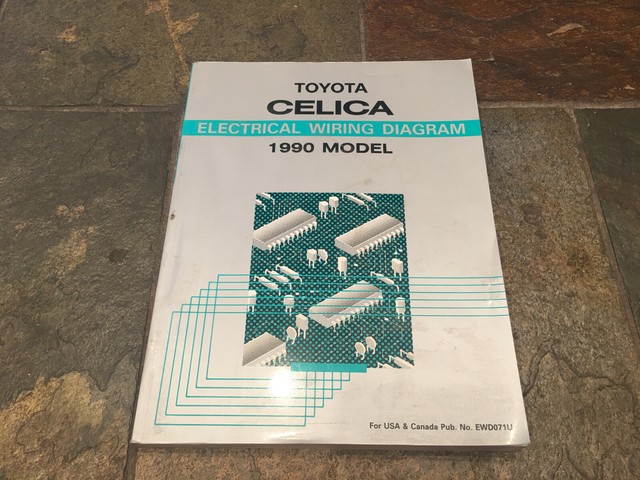 TOYOTA
CELICA
ELECTRICAL WIRING DIAGRAM
1990 MODEL
For USA & Canada Pub. No. EWD071U